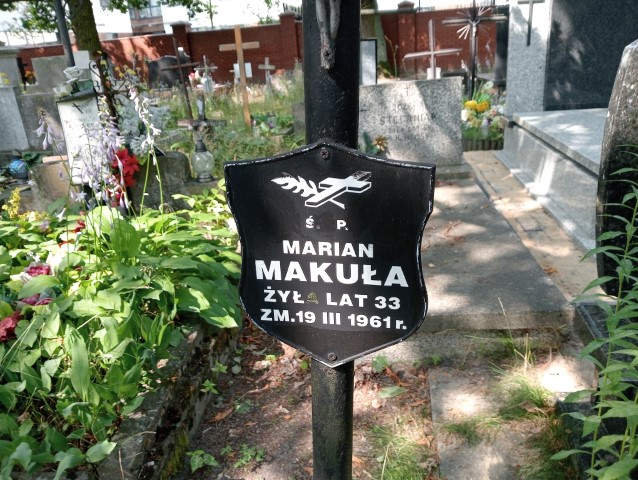 Ś. P.
MARIAN
MAKUŁA
ŻYŁ LAT 33
ZM. 19 III 1961 r.